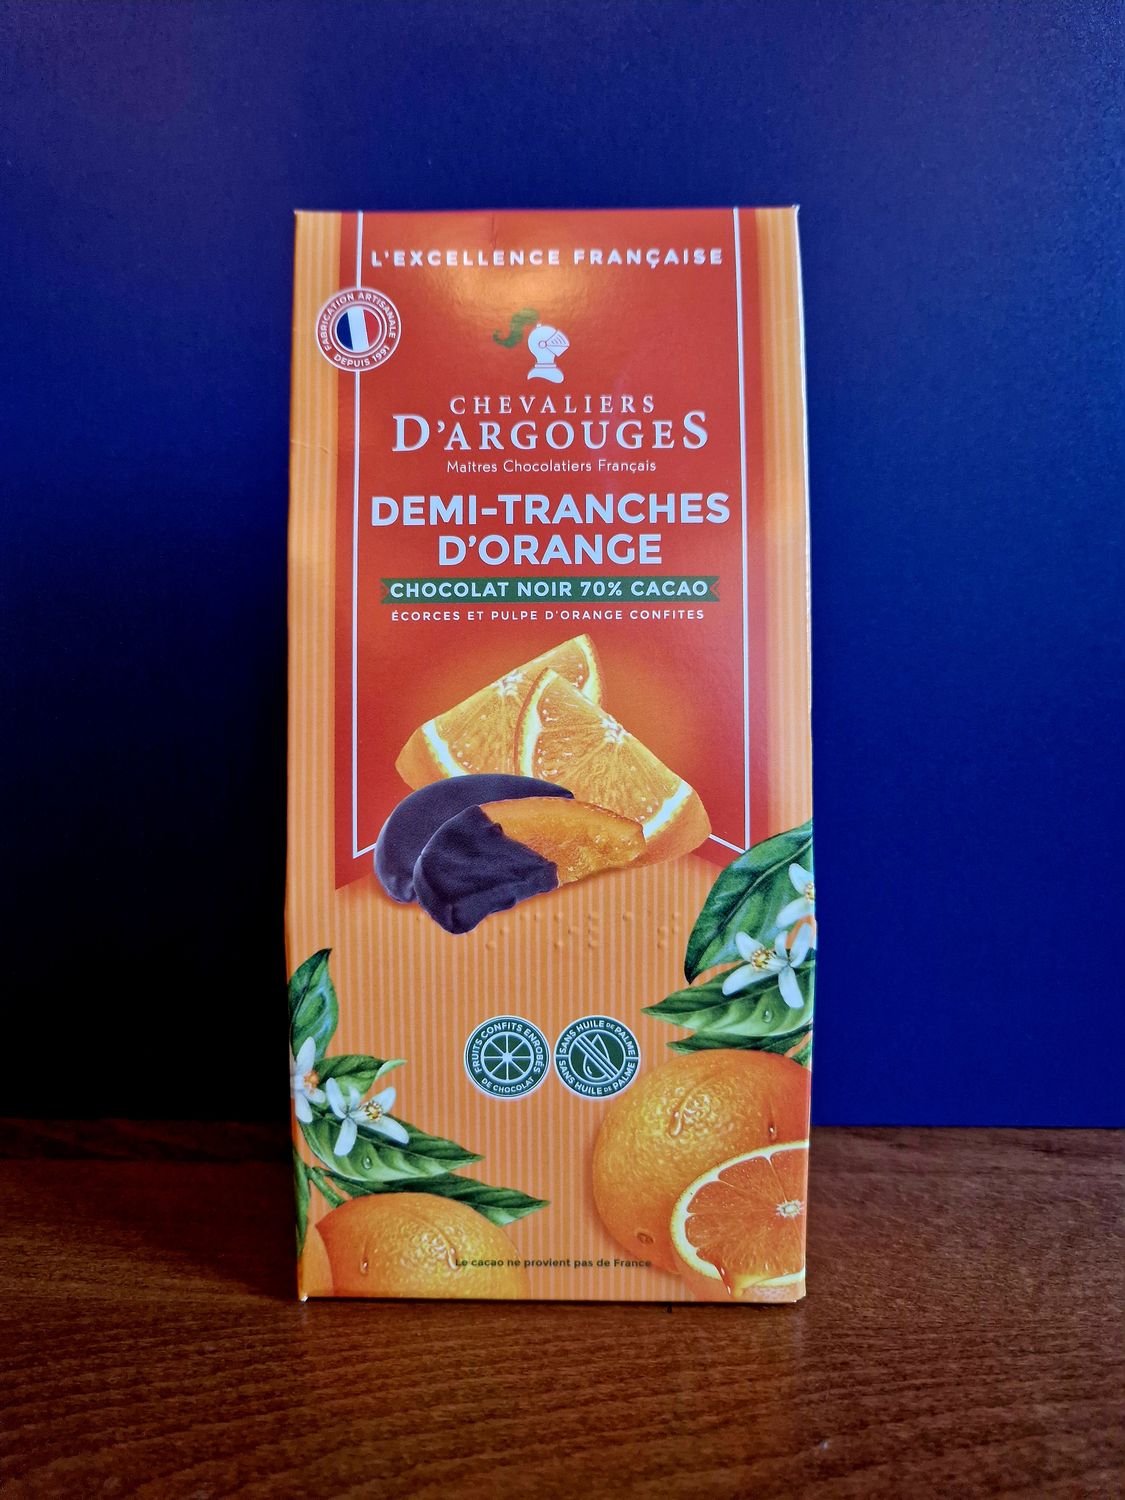 L'EXCELLENCE FRANÇAISE
FABRICATION ARTISANALE
DEPUIS 1991
CHEVALIERS
D'ARGOUGES
Maîtres Chocolatiers Français
DEMI-TRANCHES
D'ORANGE
CHOCOLAT NOIR 70% CACAO
ÉCORCES ET PULPE D'ORANGE CONFITES
FRUITS CONFITS ENROBÉS
DE CHOCOLAT
SANS HUILE DE PALME
SANS HUILE DE PALME
Le cacao ne provient pas de France